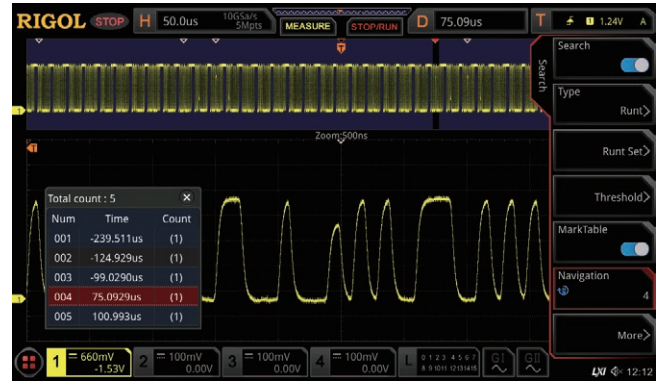 RIGOL STOP H 50.0us 10GSa/s 5Mpts MEASURE STOP/RUN D 75.09us T 1 1.24V A
T
Search
Search
Type
Runt>
Runt Set>
Threshold>
MarkTable
Navigation
4
More>
1
Zoom:500ns
T
Total count : 5 ×
Num Time Count
001 -239.511us (1)
002 -124.929us (1)
003 -99.0290us (1)
004 75.0929us (1)
005 100.993us (1)
1
1 660mV -1.53V 2 100mV 0.00V 3 100mV 0.00V 4 100mV 0.00V L 0 1 2 3 4 5 6 7 8 9 10 11 12 13 14 15 GI GII
LXI 12:12